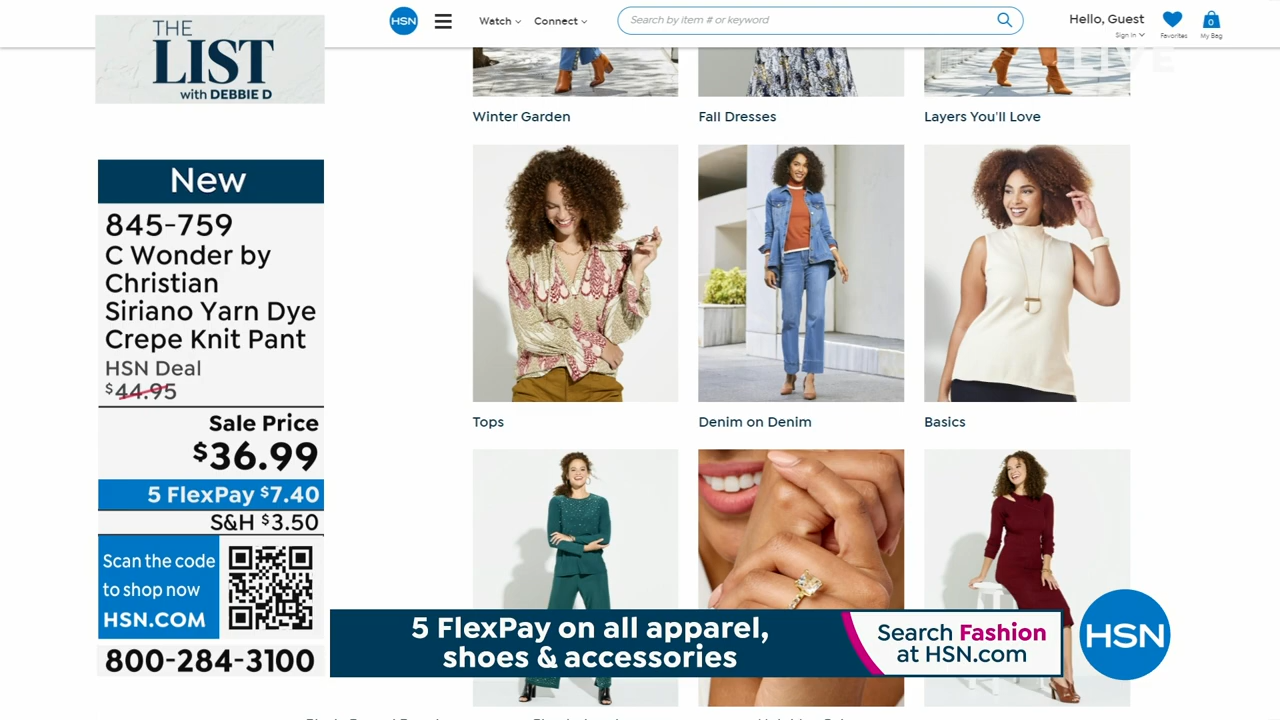 THE
LIST
with DEBBIE D
HSN
Watch
Connect
Search by item # or keyword
Hello, Guest
Sign In
Favorites
0
My Bag
LIVE
Winter Garden
Fall Dresses
Layers You'll Love
New
845-759
C Wonder by
Christian
Siriano Yarn Dye
Crepe Knit Pant
HSN Deal
$44.95
Sale Price
$36.99
5 FlexPay $7.40
S&H $3.50
Scan the code
to shop now
HSN.COM
800-284-3100
Tops
Denim on Denim
Basics
5 FlexPay on all apparel,
shoes & accessories
Search Fashion
at HSN.com
HSN